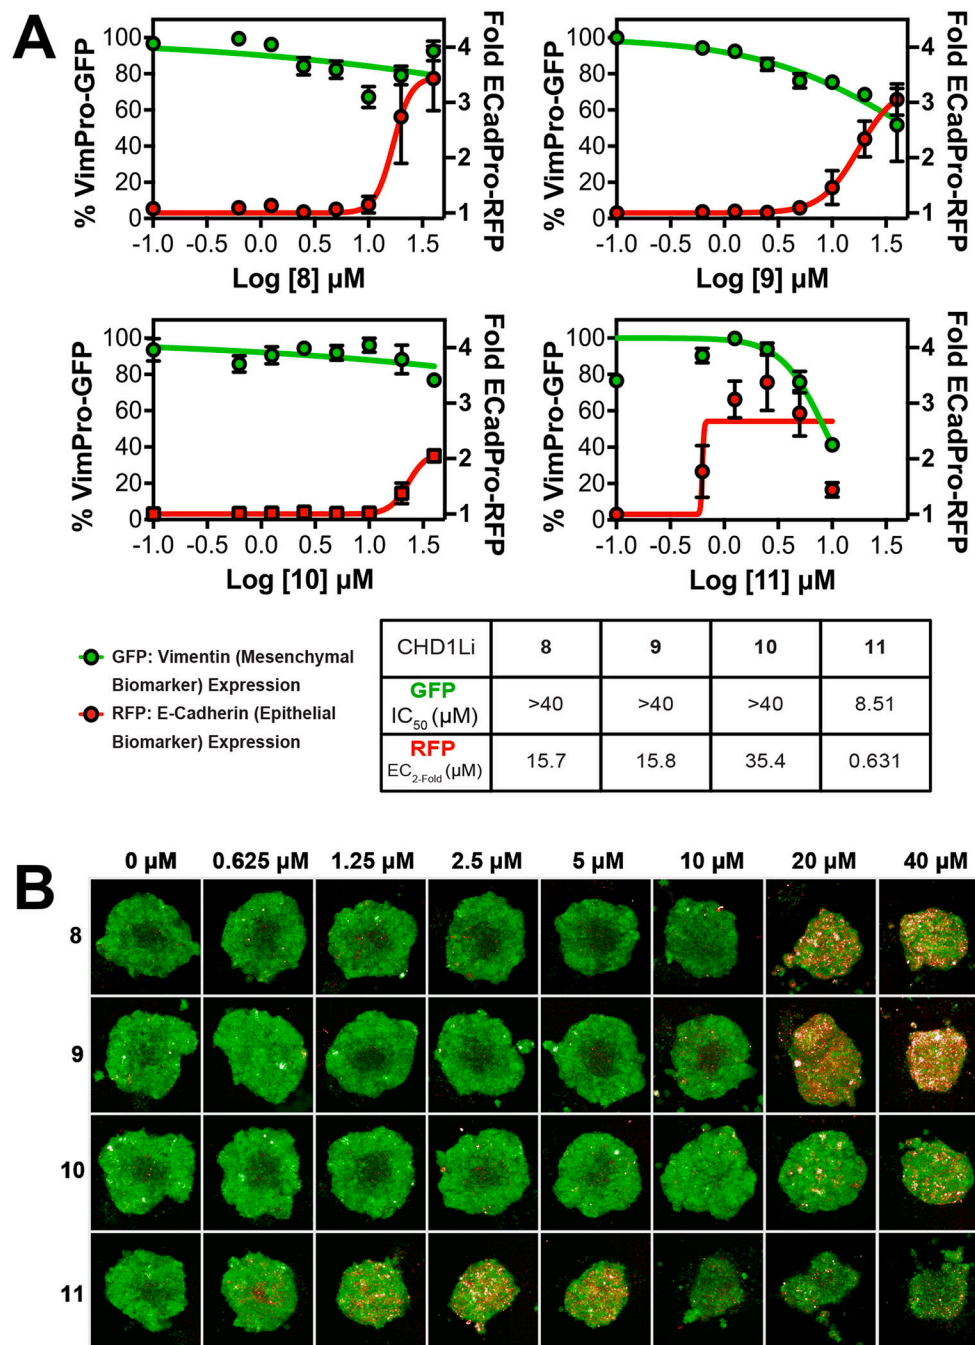 A
% VimPro-GFP
100
80
60
40
20
0
4
3
2
1
Fold ECadPro-RFP
-1.0 -0.5 0.0 0.5 1.0 1.5
Log [8] µM
% VimPro-GFP
100
80
60
40
20
0
4
3
2
1
Fold ECadPro-RFP
-1.0 -0.5 0.0 0.5 1.0 1.5
Log [9] µM
% VimPro-GFP
100
80
60
40
20
0
4
3
2
1
Fold ECadPro-RFP
-1.0 -0.5 0.0 0.5 1.0 1.5
Log [10] µM
% VimPro-GFP
100
80
60
40
20
0
4
3
2
1
Fold ECadPro-RFP
-1.0 -0.5 0.0 0.5 1.0 1.5
Log [11] µM
GFP: Vimentin (Mesenchymal
Biomarker) Expression
RFP: E-Cadherin (Epithelial
Biomarker) Expression
CHD1Li 8 9 10 11
GFP
IC50 (µM) >40 >40 >40 8.51
RFP
EC2-Fold (µM) 15.7 15.8 35.4 0.631
B
0 µM 0.625 µM 1.25 µM 2.5 µM 5 µM 10 µM 20 µM 40 µM
8
9
10
11